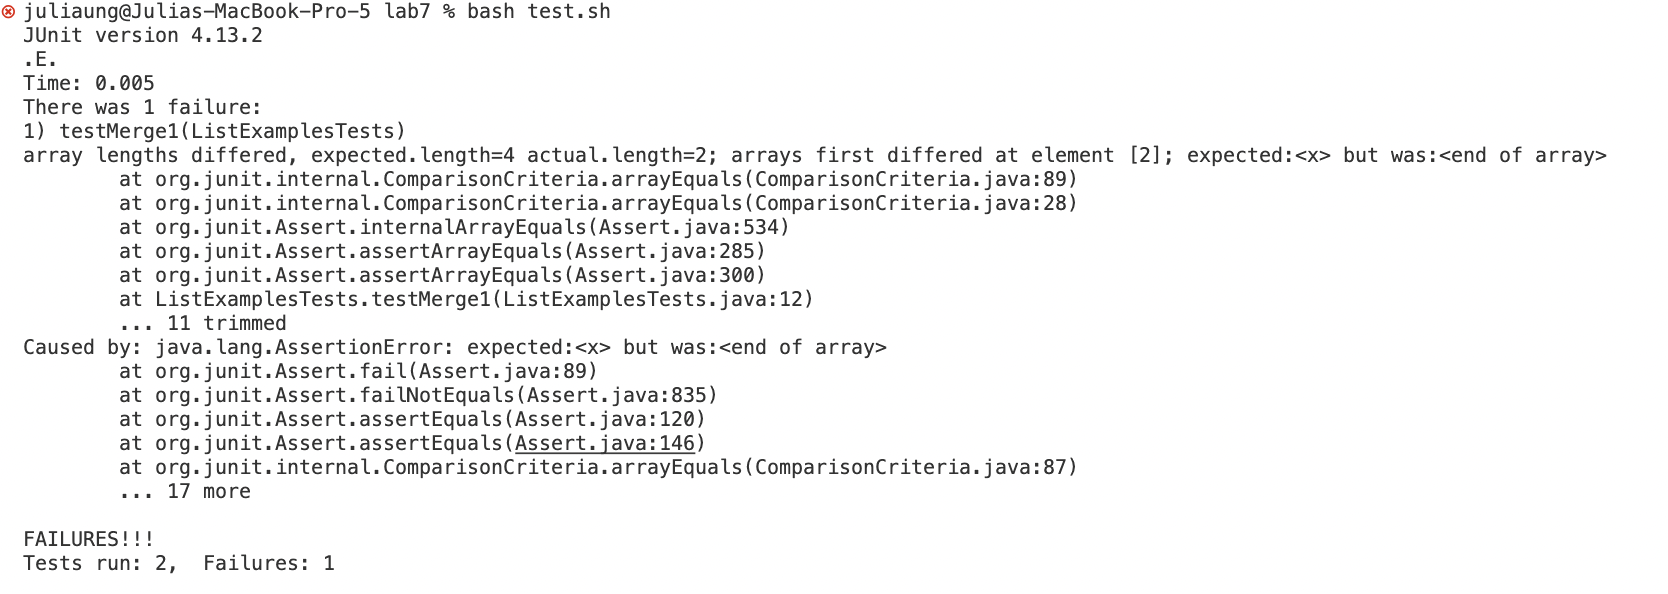 juliaung@Julias-MacBook-Pro-5 lab7 % bash test.sh
JUnit version 4.13.2
.E.
Time: 0.005
There was 1 failure:
1) testMerge1(ListExamplesTests)
array lengths differed, expected.length=4 actual.length=2; arrays first differed at element [2]; expected:<x> but was:<end of array>
        at org.junit.internal.ComparisonCriteria.arrayEquals(ComparisonCriteria.java:89)
        at org.junit.internal.ComparisonCriteria.arrayEquals(ComparisonCriteria.java:28)
        at org.junit.Assert.internalArrayEquals(Assert.java:534)
        at org.junit.Assert.assertArrayEquals(Assert.java:285)
        at org.junit.Assert.assertArrayEquals(Assert.java:300)
        at ListExamplesTests.testMerge1(ListExamplesTests.java:12)
        ... 11 trimmed
Caused by: java.lang.AssertionError: expected:<x> but was:<end of array>
        at org.junit.Assert.fail(Assert.java:89)
        at org.junit.Assert.failNotEquals(Assert.java:835)
        at org.junit.Assert.assertEquals(Assert.java:120)
        at org.junit.Assert.assertEquals(Assert.java:146)
        at org.junit.internal.ComparisonCriteria.arrayEquals(ComparisonCriteria.java:87)
        ... 17 more

FAILURES!!!
Tests run: 2,  Failures: 1